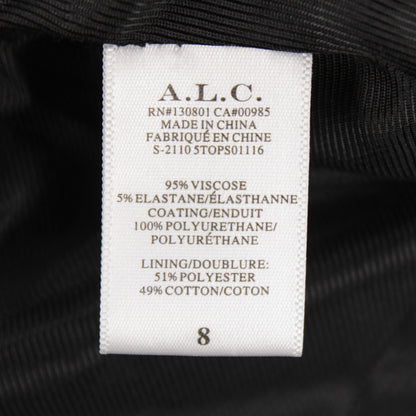 A.L.C.
RN#130801 CA#00985
MADE IN CHINA
FABRIQUÉ EN CHINE
S-2110 5TOPS01116
95% VISCOSE
5% ELASTANE/ÉLASTHANNE
COATING/ENDUIT
100% POLYURETHANE/
POLYURÉTHANE
LINING/DOUBLURE:
51% POLYESTER
49% COTTON/COTON
8